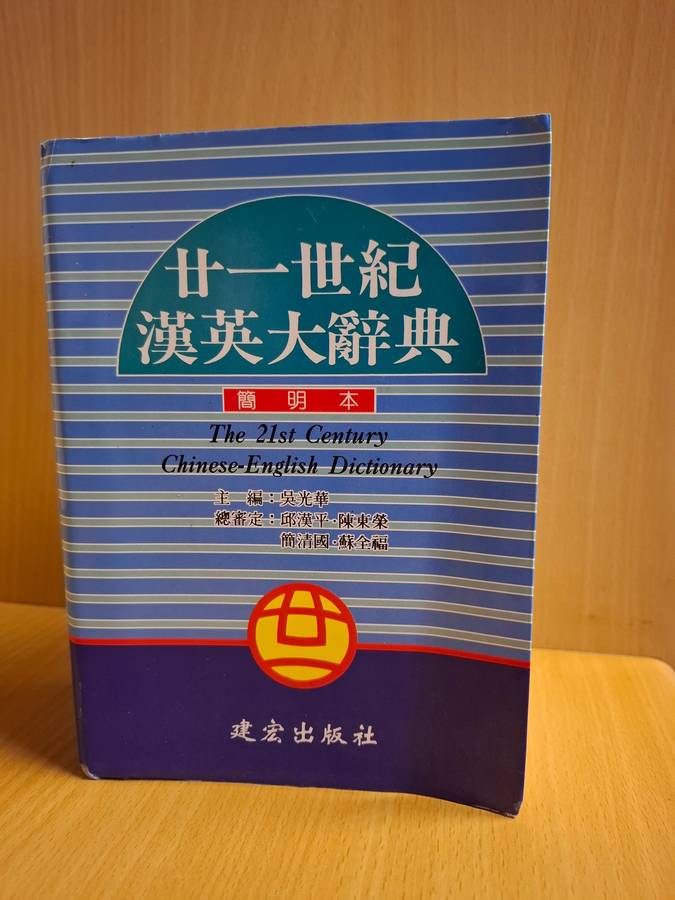 廿一世紀
漢英大辭典
簡明本
The 21st Century
Chinese-English Dictionary
主 編：吳光華
總審定：邱漢平·陳東榮
簡清國·蘇全福
廿
建宏出版社